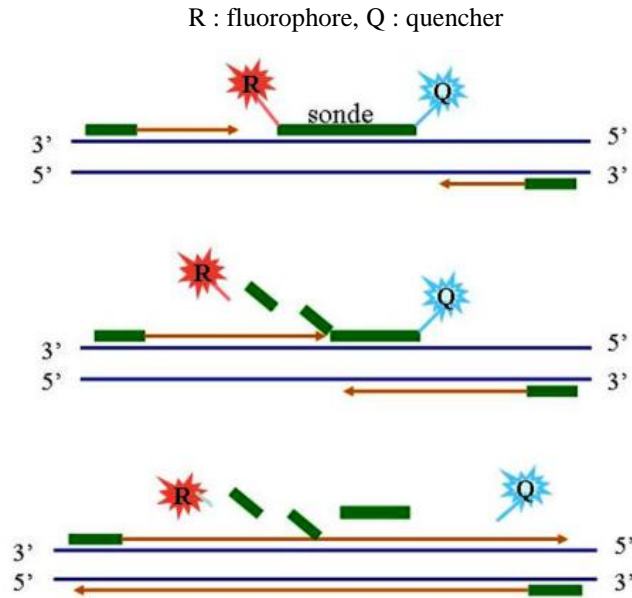 R : fluorophore, Q : quencher
R
Q
sonde
3’
5’
5’
3’
R
Q
3’
5’
5’
3’
R
Q
3’
5’
5’
3’